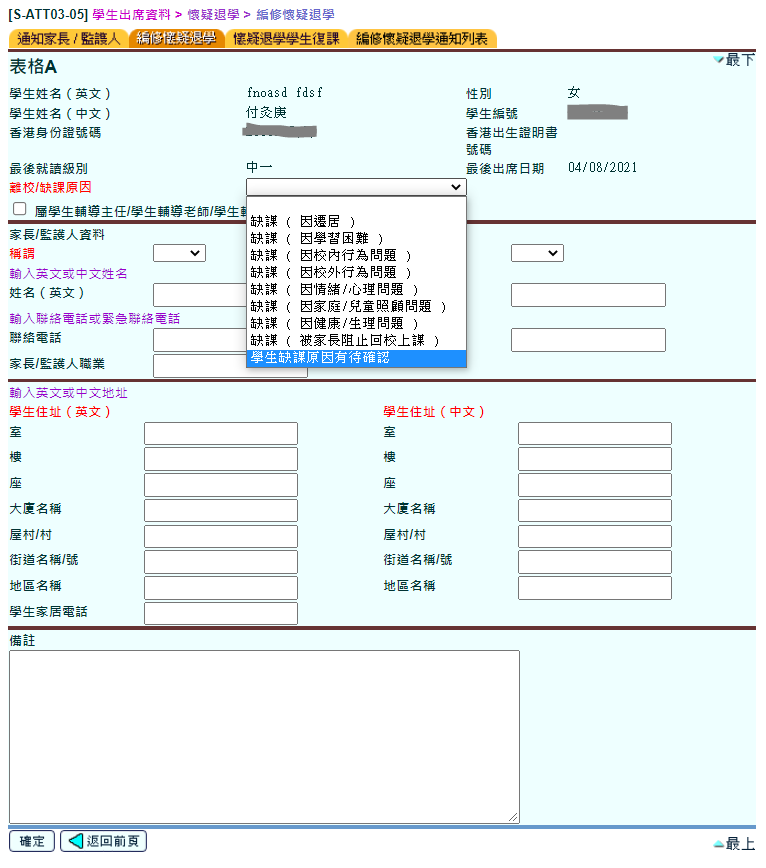 [S-ATT03-05] 學生出席資料 > 懷疑退學 > 編修懷疑退學
通知家長 / 監護人 編修懷疑退學 懷疑退學學生復課 編修懷疑退學通知列表
表格A 最下
學生姓名（英文） fnoasd fdsf 性別 女
學生姓名（中文） 付灸庚 學生編號
香港身份證號碼 香港出生證明書
號碼
最後就讀級別 中一 最後出席日期 04/08/2021
離校/缺課原因
屬學生輔導主任/學生輔導老師/學生輔
缺課 ( 因遷居 )
缺課 ( 因學習困難 )
缺課 ( 因校內行為問題 )
缺課 ( 因校外行為問題 )
缺課 ( 因情緒/心理問題 )
缺課 ( 因家庭/兒童照顧問題 )
缺課 ( 因健康/生理問題 )
缺課 ( 被家長阻止回校上課 )
學生缺課原因有待確認
家長/監護人資料
稱謂
輸入英文或中文姓名
姓名（英文）
輸入聯絡電話或緊急聯絡電話
聯絡電話
家長/監護人職業
輸入英文或中文地址
學生住址（英文） 學生住址（中文）
室 室
樓 樓
座 座
大廈名稱 大廈名稱
屋村/村 屋村/村
街道名稱/號 街道名稱/號
地區名稱 地區名稱
學生家居電話
備註
確定 返回前頁 最上